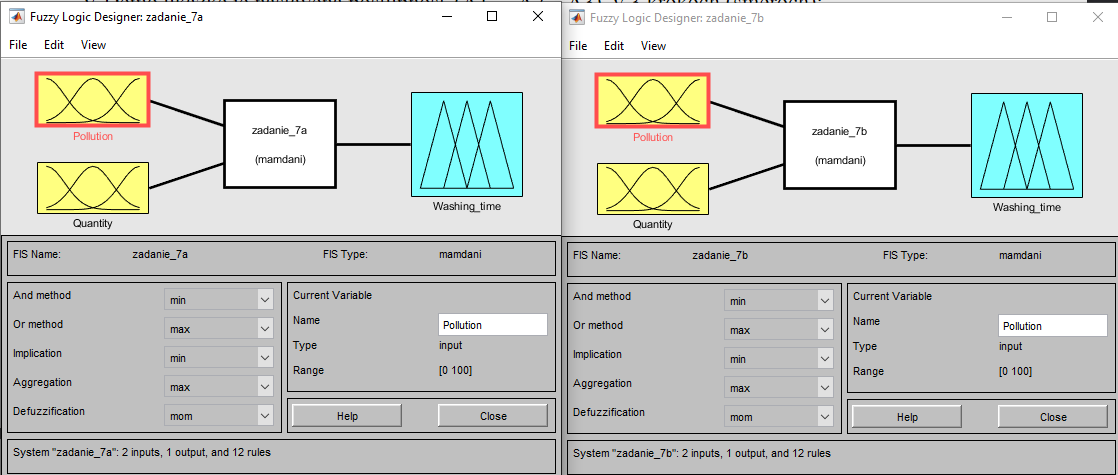 Fuzzy Logic Designer: zadanie_7a
File Edit View
Pollution
zadanie_7a
(mamdani)
Quantity
Washing_time
FIS Name: zadanie_7a FIS Type: mamdani
And method min
Or method max
Implication min
Aggregation max
Defuzzification mom
Current Variable
Name Pollution
Type input
Range [0 100]
Help Close
System "zadanie_7a": 2 inputs, 1 output, and 12 rules
Fuzzy Logic Designer: zadanie_7b
File Edit View
Pollution
zadanie_7b
(mamdani)
Quantity
Washing_time
FIS Name: zadanie_7b FIS Type: mamdani
And method min
Or method max
Implication min
Aggregation max
Defuzzification mom
Current Variable
Name Pollution
Type input
Range [0 100]
Help Close
System "zadanie_7b": 2 inputs, 1 output, and 12 rules